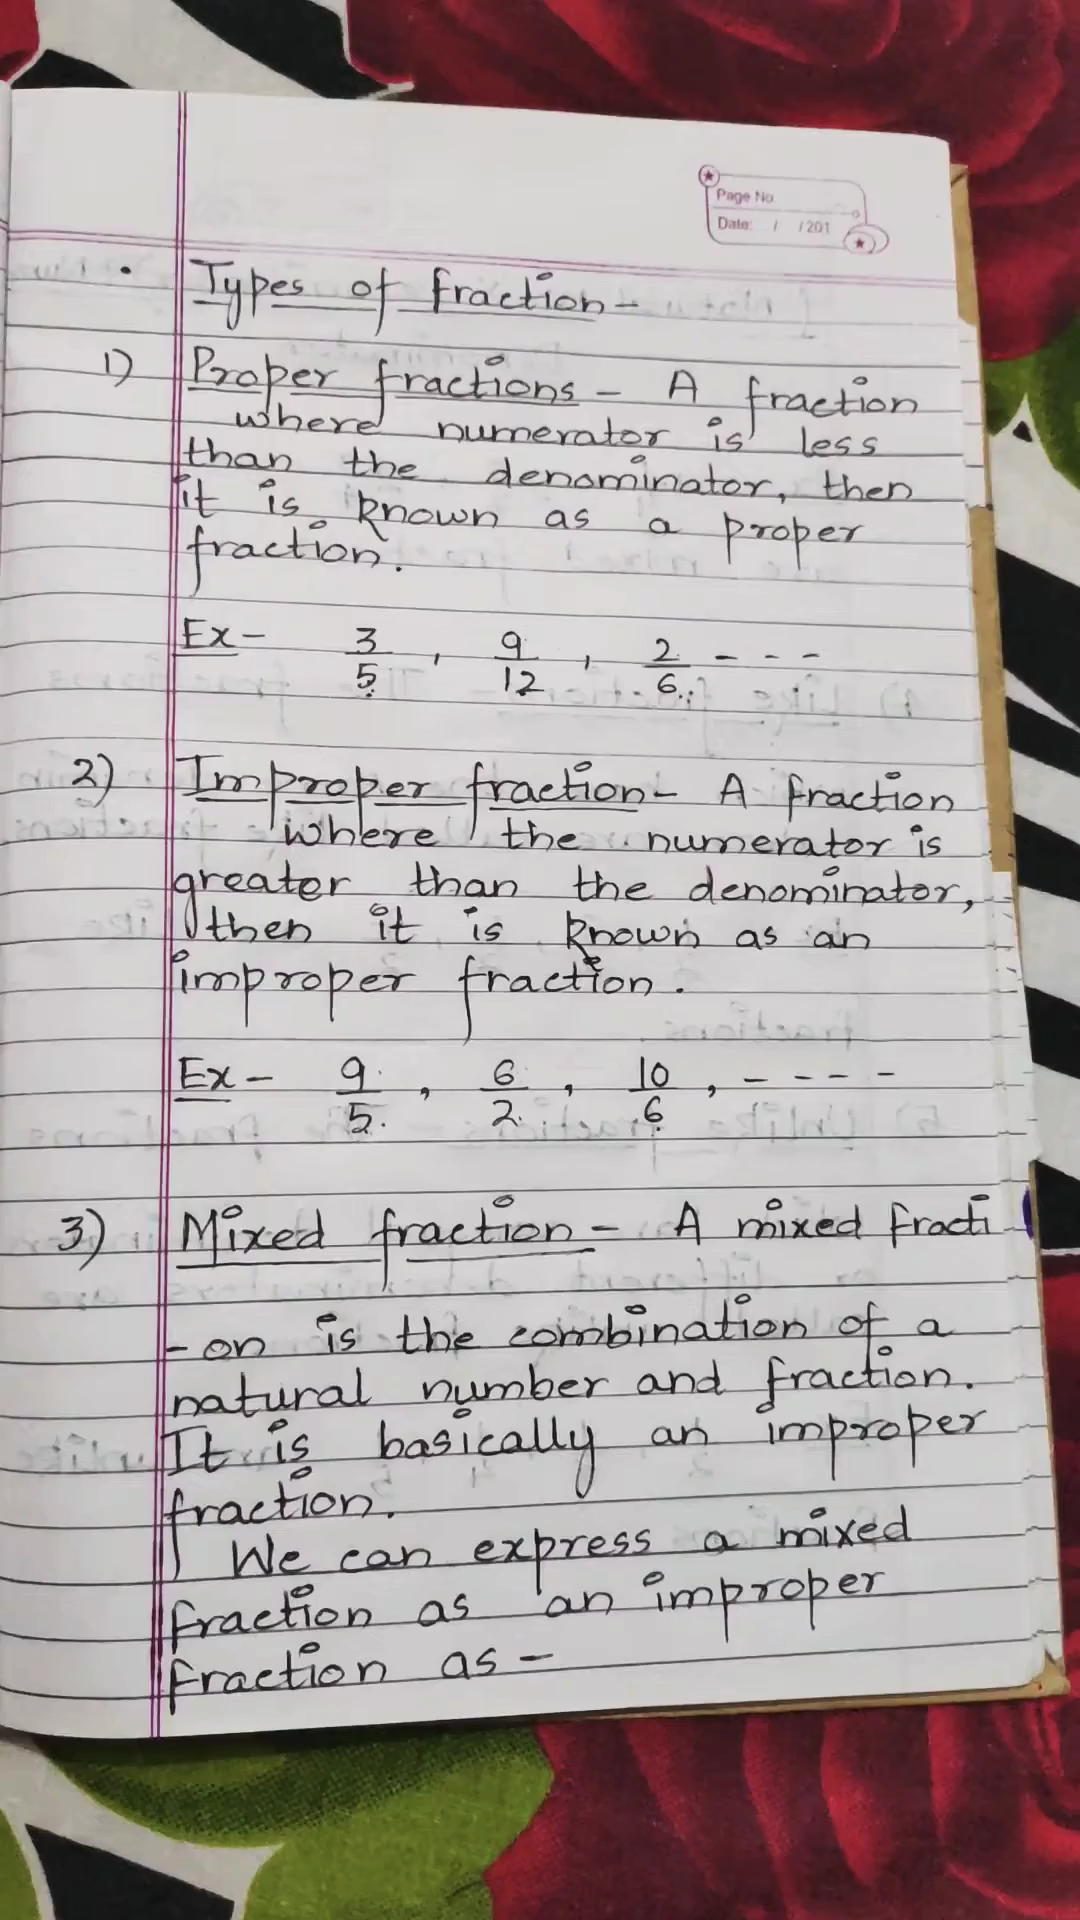 Page No
Date: / /201
• Types of fraction -
1) Proper fractions - A fraction
where numerator is less
than the denominator, then
it is known as a proper
fraction.
Ex - 3/5, 9/12, 2/6 - - -
2) Improper fraction - A fraction
where the numerator is
greater than the denominator,
then it is known as an
improper fraction.
Ex - 9/5, 6/2, 10/6, - - - -
3) Mixed fraction - A mixed fracti
- on is the combination of a
natural number and fraction.
It is basically an improper
fraction.
We can express a mixed
fraction as an improper
fraction as -